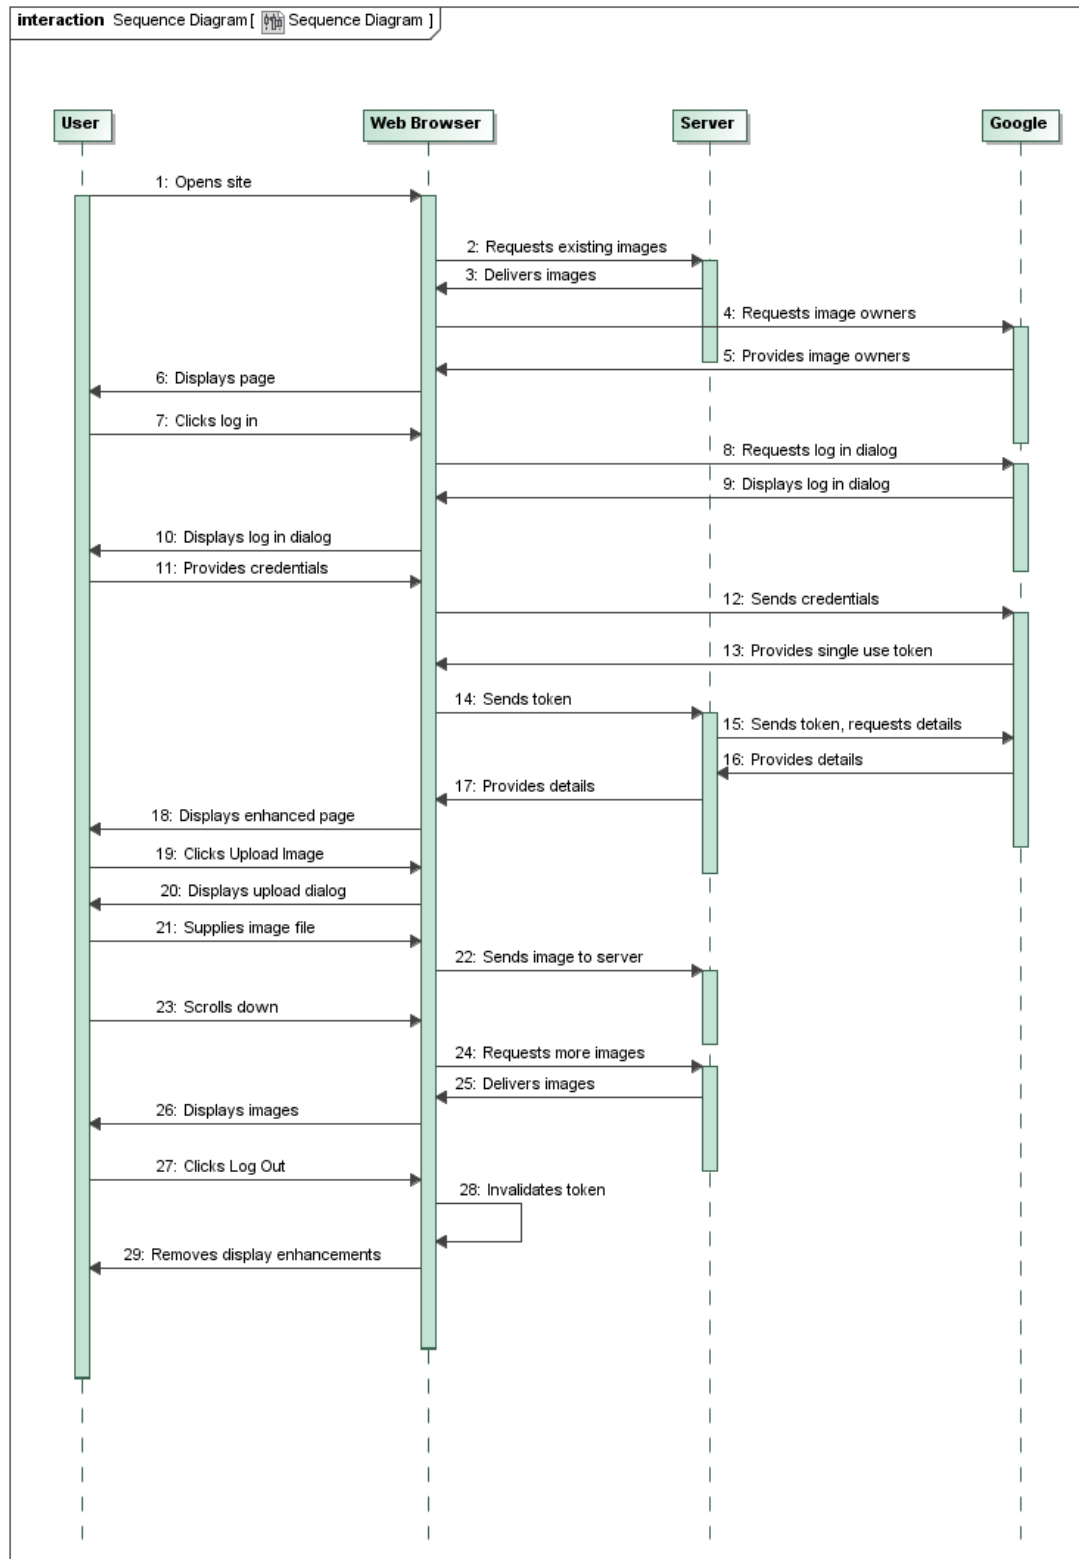 interaction Sequence Diagram [ Sequence Diagram ]
User
Web Browser
Server
Google
1: Opens site
2: Requests existing images
3: Delivers images
4: Requests image owners
5: Provides image owners
6: Displays page
7: Clicks log in
8: Requests log in dialog
9: Displays log in dialog
10: Displays log in dialog
11: Provides credentials
12: Sends credentials
13: Provides single use token
14: Sends token
15: Sends token, requests details
16: Provides details
17: Provides details
18: Displays enhanced page
19: Clicks Upload Image
20: Displays upload dialog
21: Supplies image file
22: Sends image to server
23: Scrolls down
24: Requests more images
25: Delivers images
26: Displays images
27: Clicks Log Out
28: Invalidates token
29: Removes display enhancements